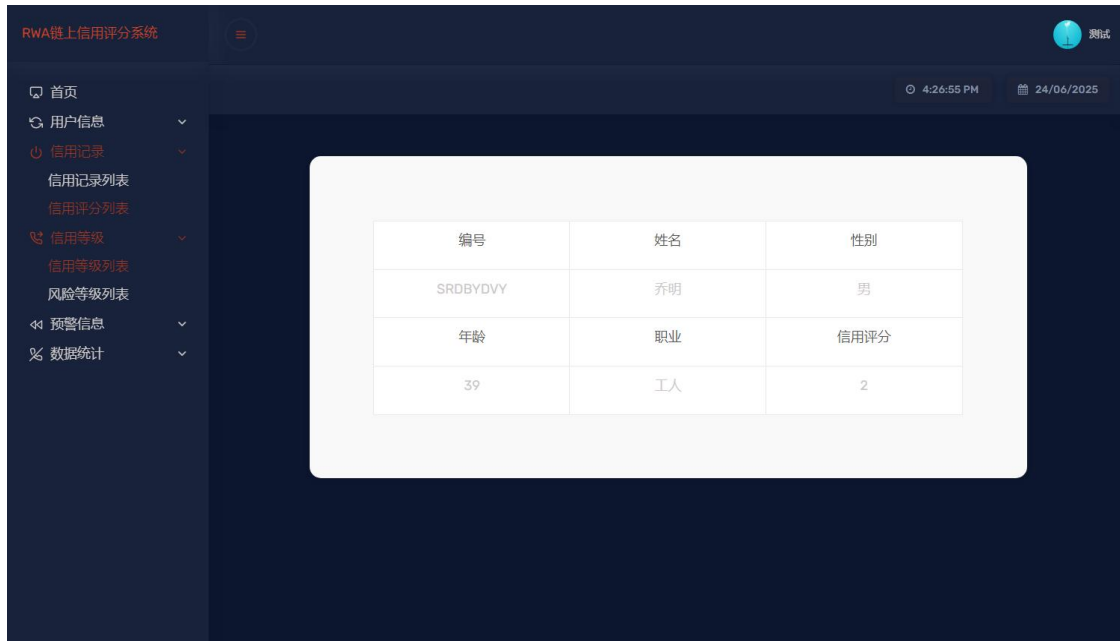 RWA链上信用评分系统
测试
4:26:55 PM
24/06/2025
首页
用户信息
信用记录
信用记录列表
信用评分列表
信用等级
信用等级列表
风险等级列表
预警信息
数据统计
编号 姓名 性别
SRDBYDVY 乔明 男
年龄 职业 信用评分
39 工人 2